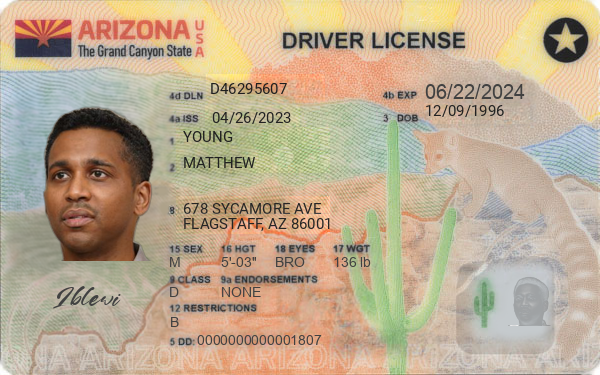 ARIZONA USA
The Grand Canyon State
DRIVER LICENSE
4d DLN D46295607
4b EXP 06/22/2024
4a ISS 04/26/2023
3 DOB 12/09/1996
1 YOUNG
2 MATTHEW
8 678 SYCAMORE AVE
FLAGSTAFF, AZ 86001
15 SEX 16 HGT 18 EYES 17 WGT
M 5'-03" BRO 136 lb
9 CLASS 9a ENDORSEMENTS
D NONE
12 RESTRICTIONS
B
5 DD: 0000000000001807
ARIZONA ARIZONA ARIZONA ARIZONA